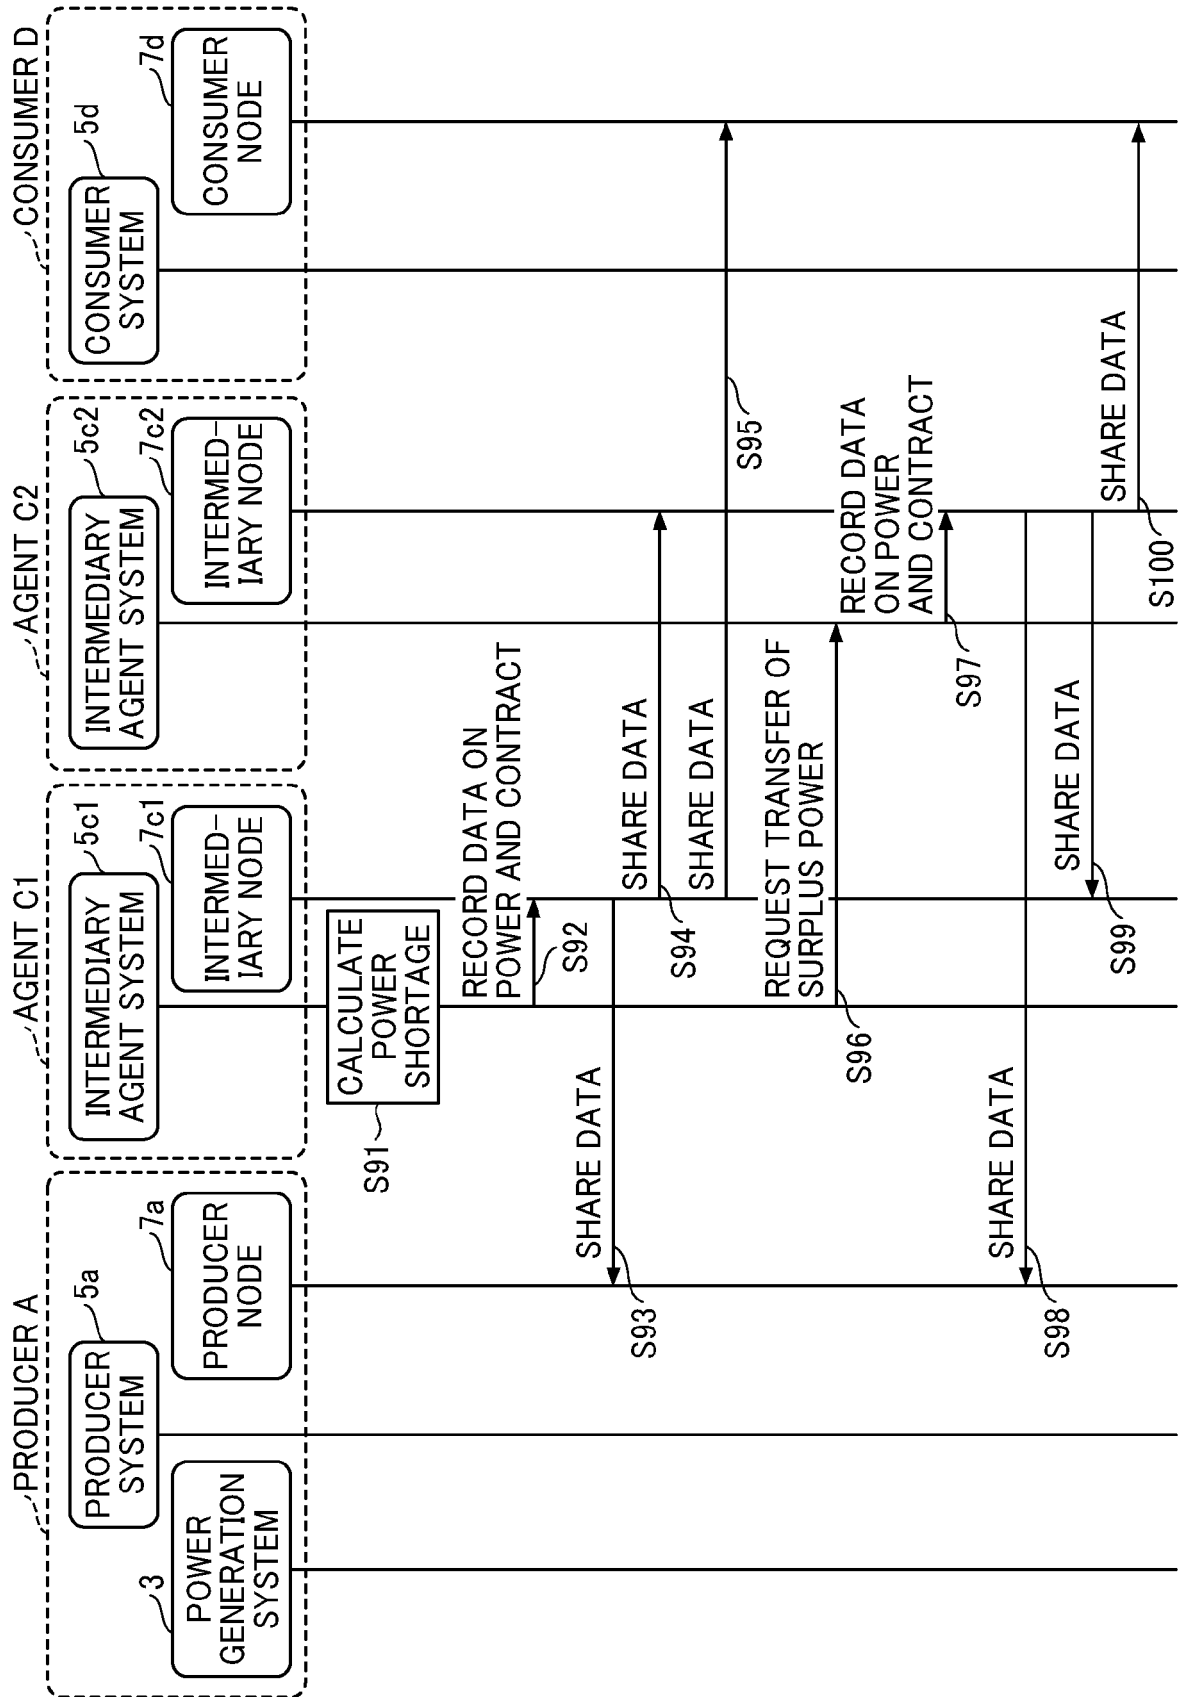 PRODUCER A
3
POWER
GENERATION
SYSTEM
5a
PRODUCER
SYSTEM
7a
PRODUCER
NODE
AGENT C1
5c1
INTERMEDIARY
AGENT SYSTEM
7c1
INTERMED-
IARY NODE
AGENT C2
5c2
INTERMEDIARY
AGENT SYSTEM
7c2
INTERMED-
IARY NODE
CONSUMER D
5d
CONSUMER
SYSTEM
7d
CONSUMER
NODE
S91
CALCULATE
POWER
SHORTAGE
RECORD DATA ON
POWER AND CONTRACT
S92
SHARE DATA
S93
SHARE DATA
S94
SHARE DATA
S95
REQUEST TRANSFER OF
SURPLUS POWER
S96
RECORD DATA
ON POWER
AND CONTRACT
S97
SHARE DATA
S98
SHARE DATA
S99
SHARE DATA
S100